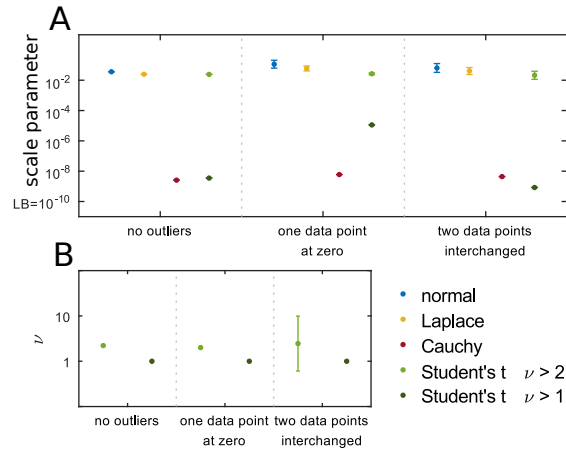 A
scale parameter
10⁻²
10⁻⁴
10⁻⁶
10⁻⁸
LB=10⁻¹⁰
no outliers
one data point
at zero
two data points
interchanged
B
ν
10
1
no outliers
one data point
at zero
two data points
interchanged
normal
Laplace
Cauchy
Student's t ν > 2
Student's t ν > 1